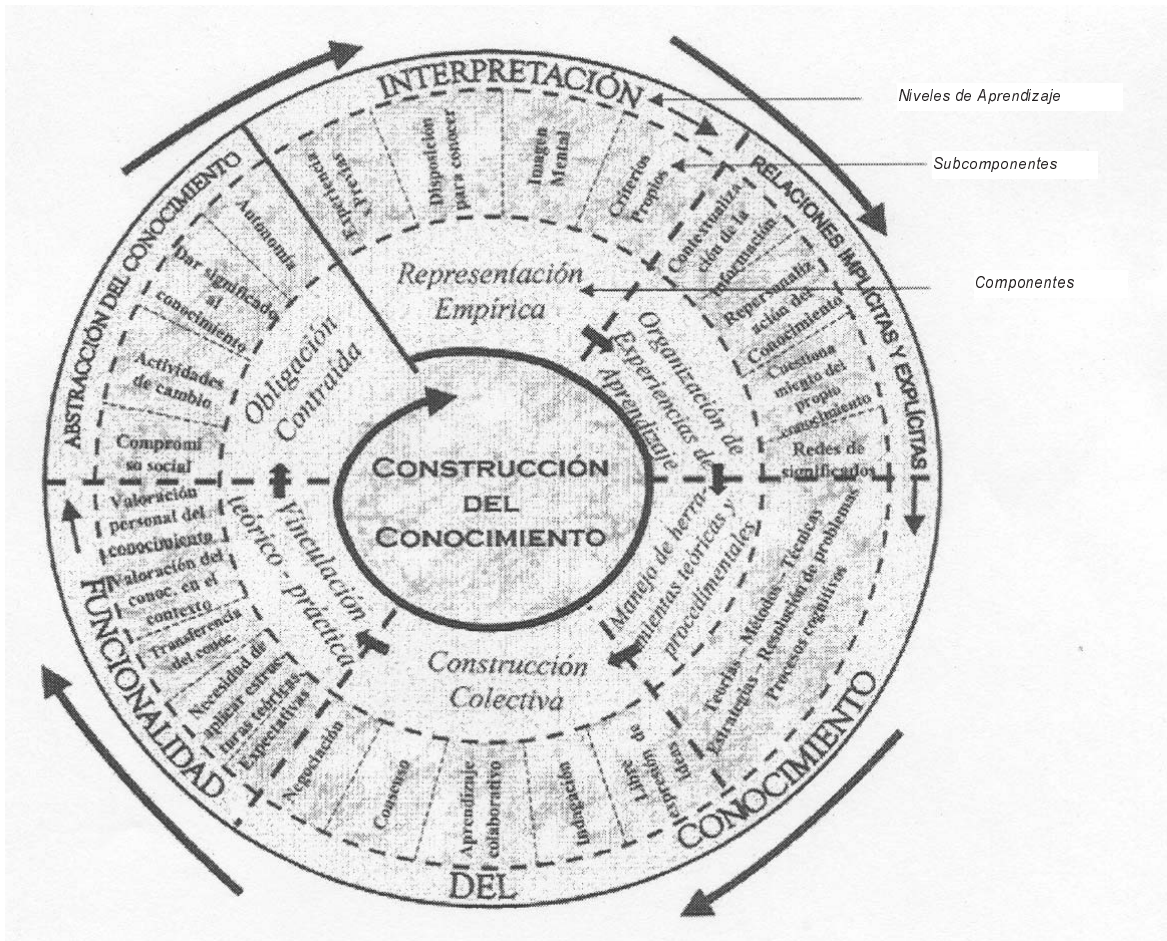 INTERPRETACIÓN
Niveles de Aprendizaje
Subcomponentes
Componentes
Experiencia
s Previas
Disposición
para conocer
Imagen
Mental
Criterios
Propios
Representación
Empírica
RELACIONES IMPLÍCITAS Y EXPLÍCITAS
Contextualiza
ción de la
información
Repersonaliz
ación del
Conocimiento
Cuestiona
miento del
propio
conocimiento
Redes de
significados
Organización de
Experiencias de
Aprendizaje
Manejo de herra-
mientas teóricas y
procedimentales
Teorías – Métodos – Técnicas
Estrategias – Resolución de problemas
Procesos cognitivos
CONOCIMIENTO
Libre
expresión de
ideas
Indagación
Aprendizaje
colaborativo
Consenso
Negociación
Construcción
Colectiva
DEL
FUNCIONALIDAD
Expectativas
Necesidad de
aplicar estruc-
turas teóricas
Transferencia
del conoc.
Valoración del
conoc. en el
contexto
Valoración
personal del
conocimiento
Vinculación
teórico - práctica
ABSTRACCIÓN DEL CONOCIMIENTO
Compromi
so social
Actividades
de cambio
Dar significado
al
conocimiento
Autonomía
Obligación
Contraída
CONSTRUCCIÓN
DEL
CONOCIMIENTO